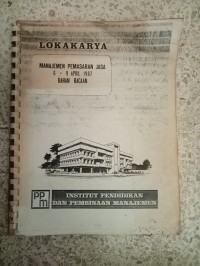 LOKAKARYA
MANAJEMEN PEMASARAN JASA
6 - 9 APRIL 1987
BAHAN BACAAN
PPm
INSTITUT PENDIDIKAN
DAN PEMBINAAN MANAJEMEN